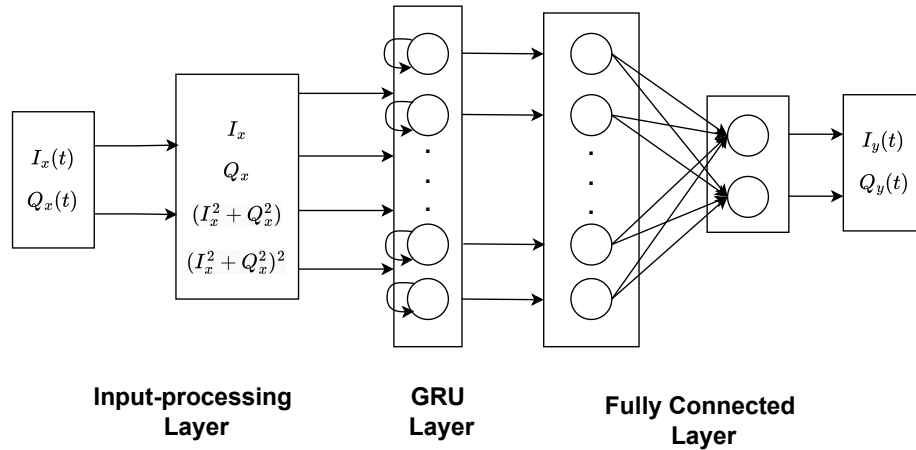 I_x(t)
Q_x(t)
I_x
Q_x
(I_x^2 + Q_x^2)
(I_x^2 + Q_x^2)^2
I_y(t)
Q_y(t)
Input-processing
Layer
GRU
Layer
Fully Connected
Layer